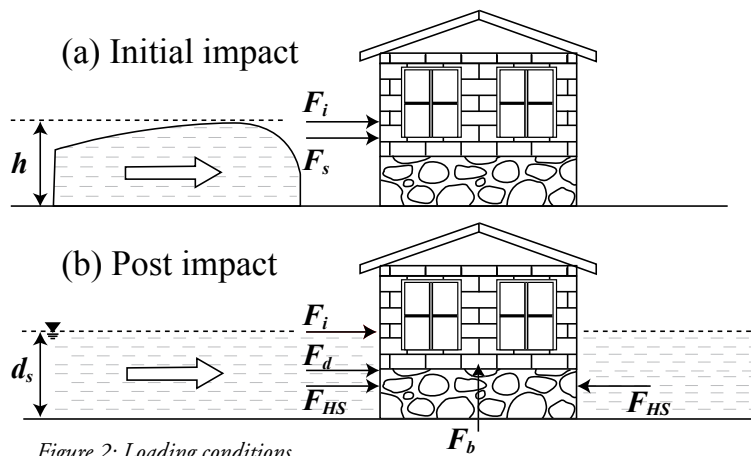 (a) Initial impact
h
F_i
F_s
(b) Post impact
d_s
F_i
F_d
F_HS
F_HS
F_b
Figure 2: Loading conditions